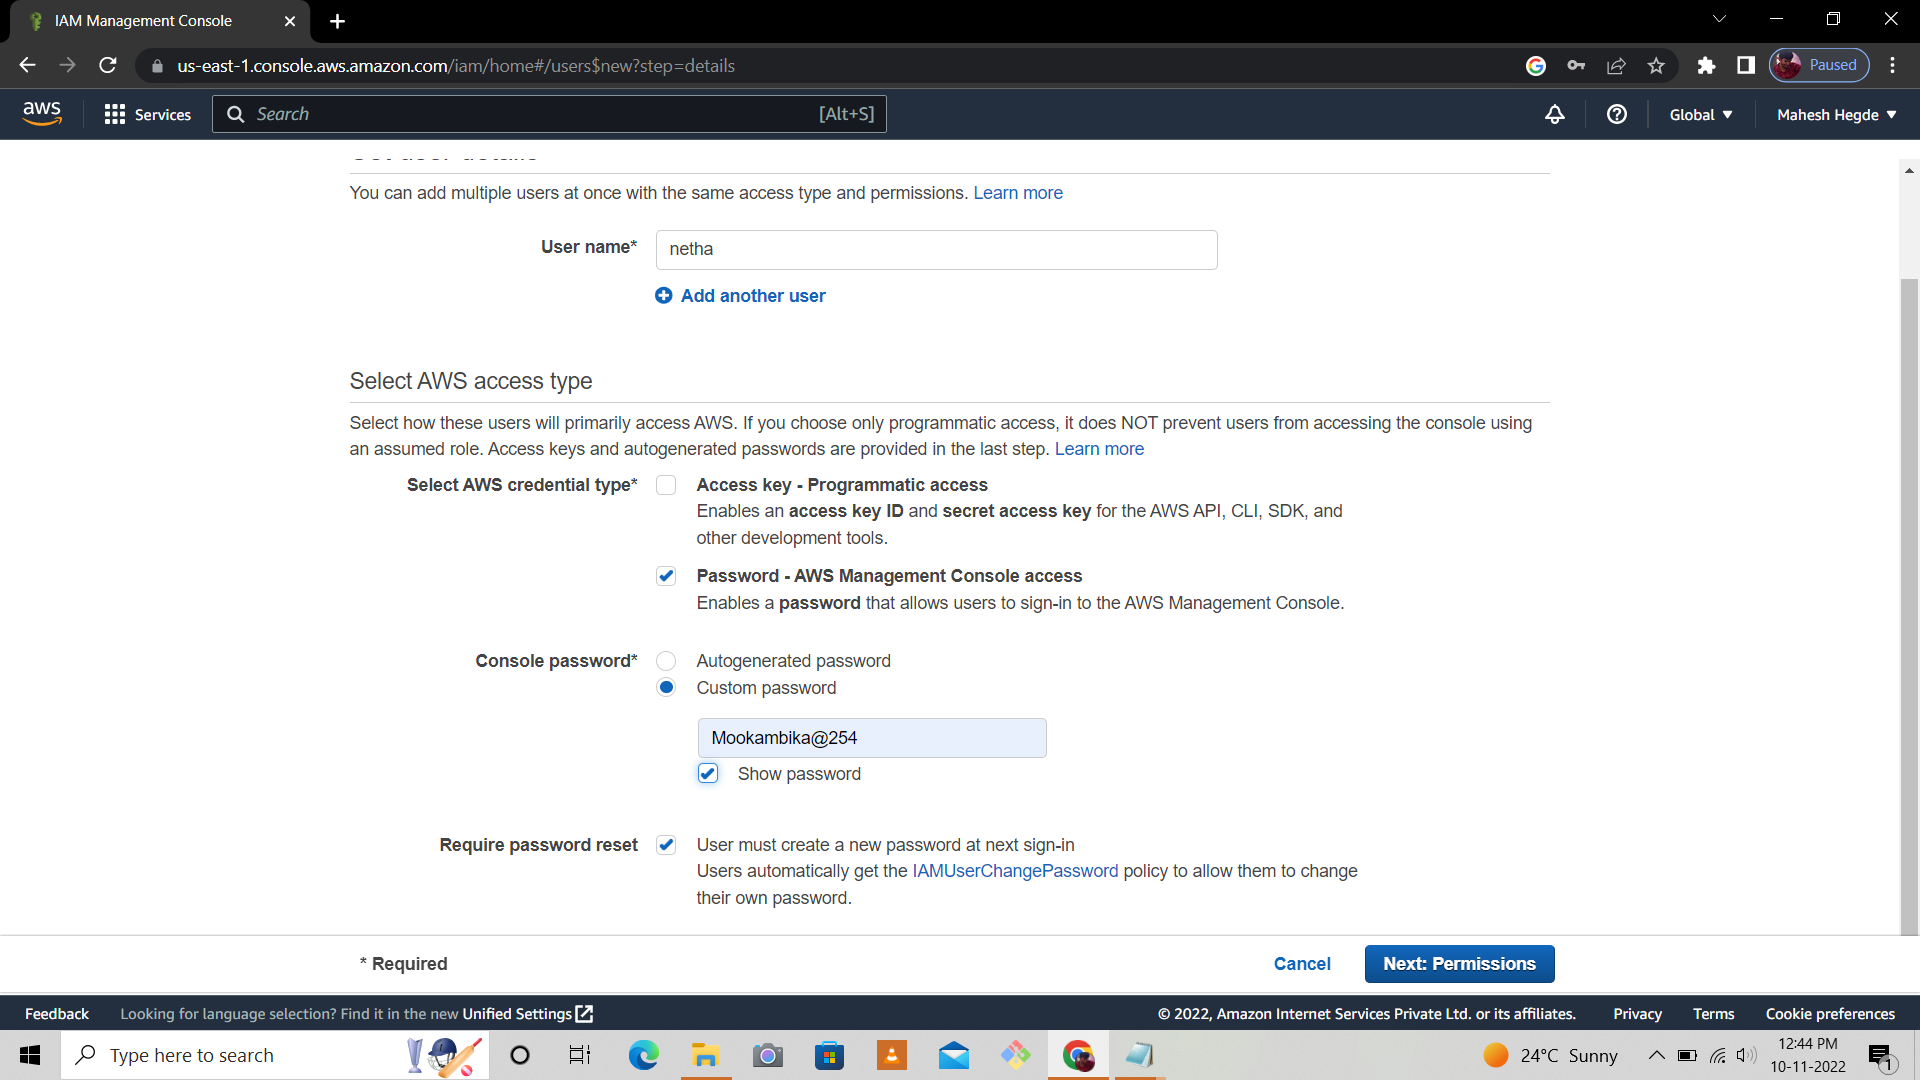 IAM Management Console
us-east-1.console.aws.amazon.com/iam/home#/users$new?step=details
Paused
aws
Services
Search
[Alt+S]
Global
Mahesh Hegde
You can add multiple users at once with the same access type and permissions. Learn more
User name*
netha
Add another user
Select AWS access type
Select how these users will primarily access AWS. If you choose only programmatic access, it does NOT prevent users from accessing the console using
an assumed role. Access keys and autogenerated passwords are provided in the last step. Learn more
Select AWS credential type*
Access key - Programmatic access
Enables an access key ID and secret access key for the AWS API, CLI, SDK, and
other development tools.
Password - AWS Management Console access
Enables a password that allows users to sign-in to the AWS Management Console.
Console password*
Autogenerated password
Custom password
Mookambika@254
Show password
Require password reset
User must create a new password at next sign-in
Users automatically get the IAMUserChangePassword policy to allow them to change
their own password.
* Required
Cancel
Next: Permissions
Feedback
Looking for language selection? Find it in the new Unified Settings
© 2022, Amazon Internet Services Private Ltd. or its affiliates.
Privacy
Terms
Cookie preferences
Type here to search
24°C Sunny
12:44 PM
10-11-2022
1